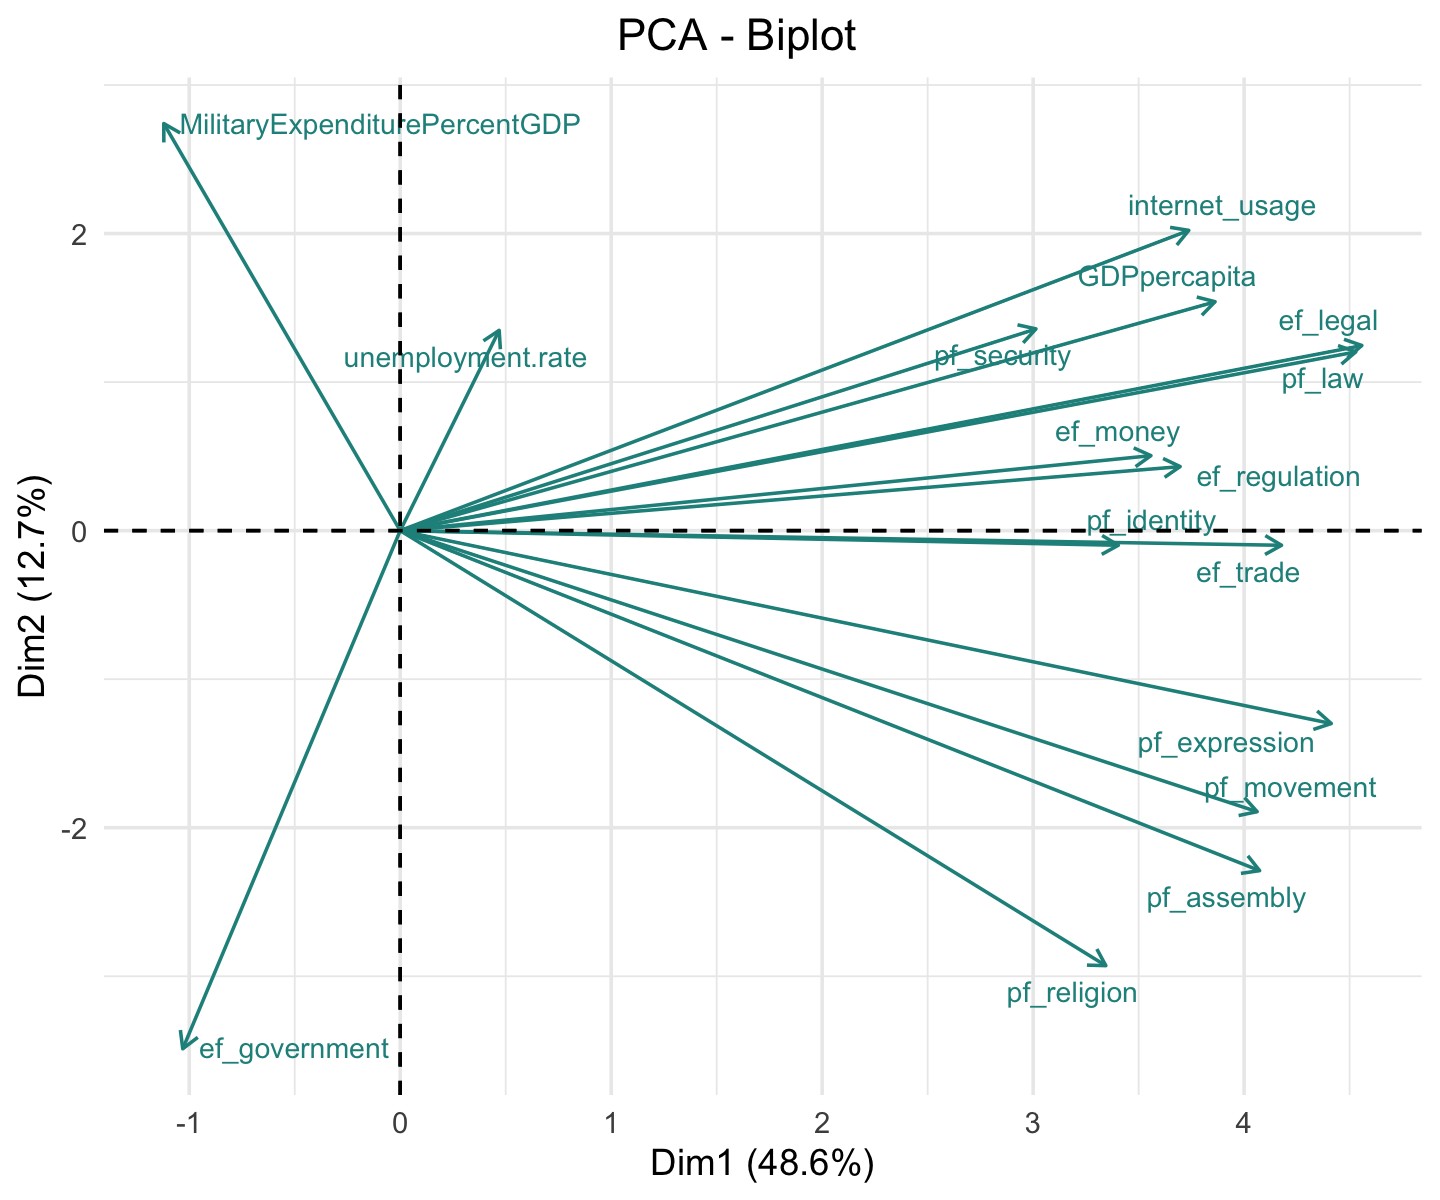 PCA - Biplot
MilitaryExpenditurePercentGDP
internet_usage
2
GDPpercapita
ef_legal
unemployment.rate
pf_security
pf_law
ef_money
ef_regulation
pf_identity
0
ef_trade
Dim2 (12.7%)
pf_expression
pf_movement
-2
pf_assembly
pf_religion
ef_government
-1 0 1 2 3 4
Dim1 (48.6%)